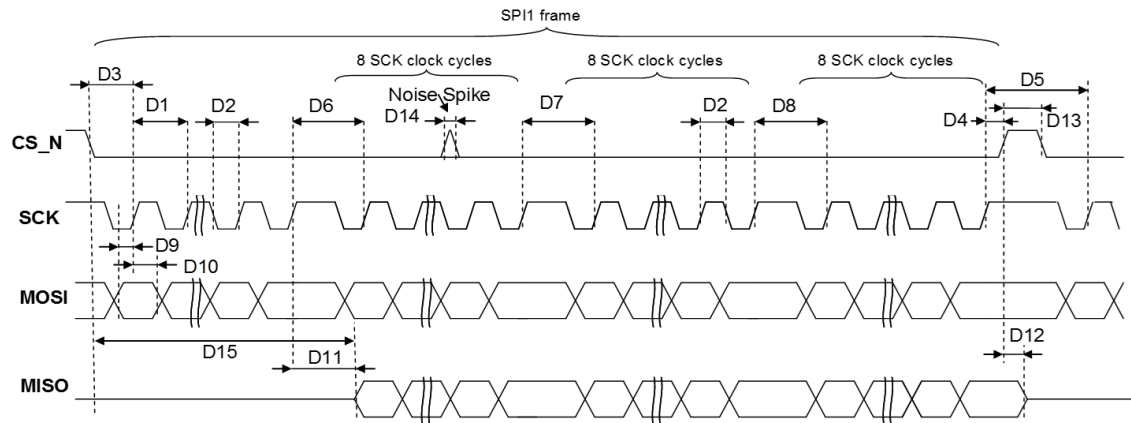 SPI1 frame
8 SCK clock cycles 8 SCK clock cycles 8 SCK clock cycles
D3 D5
D1 D2 D6 Noise Spike D7 D2 D8
D14 D4 D13
CS_N
SCK
D9
D10
MOSI
D15 D11 D12
MISO